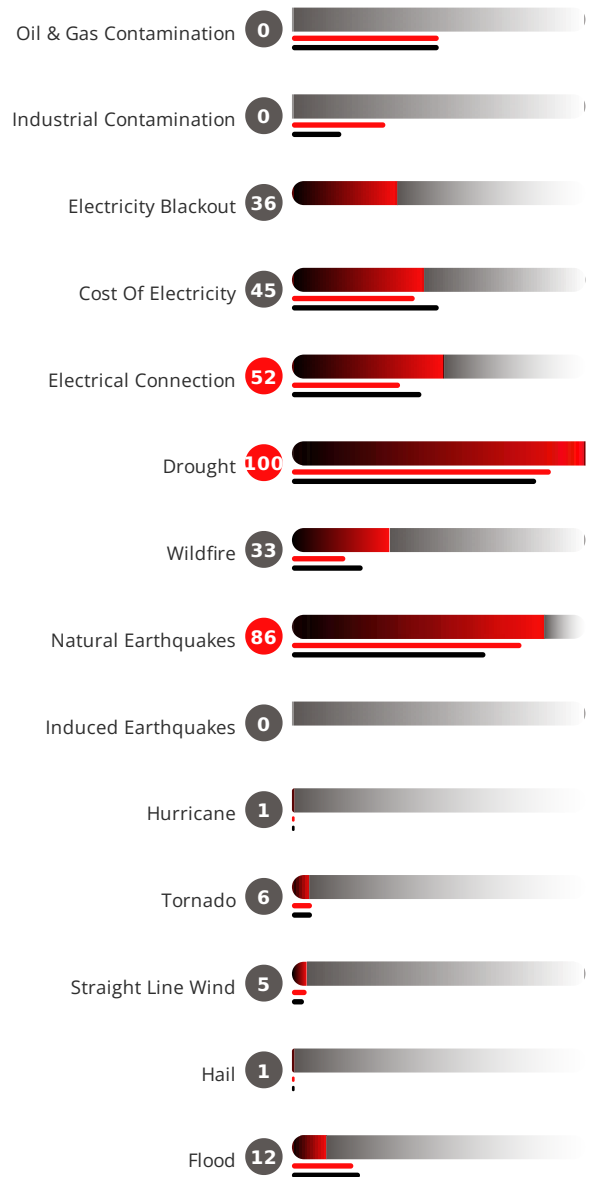 Oil & Gas Contamination 0
Industrial Contamination 0
Electricity Blackout 36
Cost Of Electricity 45
Electrical Connection 52
Drought 100
Wildfire 33
Natural Earthquakes 86
Induced Earthquakes 0
Hurricane 1
Tornado 6
Straight Line Wind 5
Hail 1
Flood 12